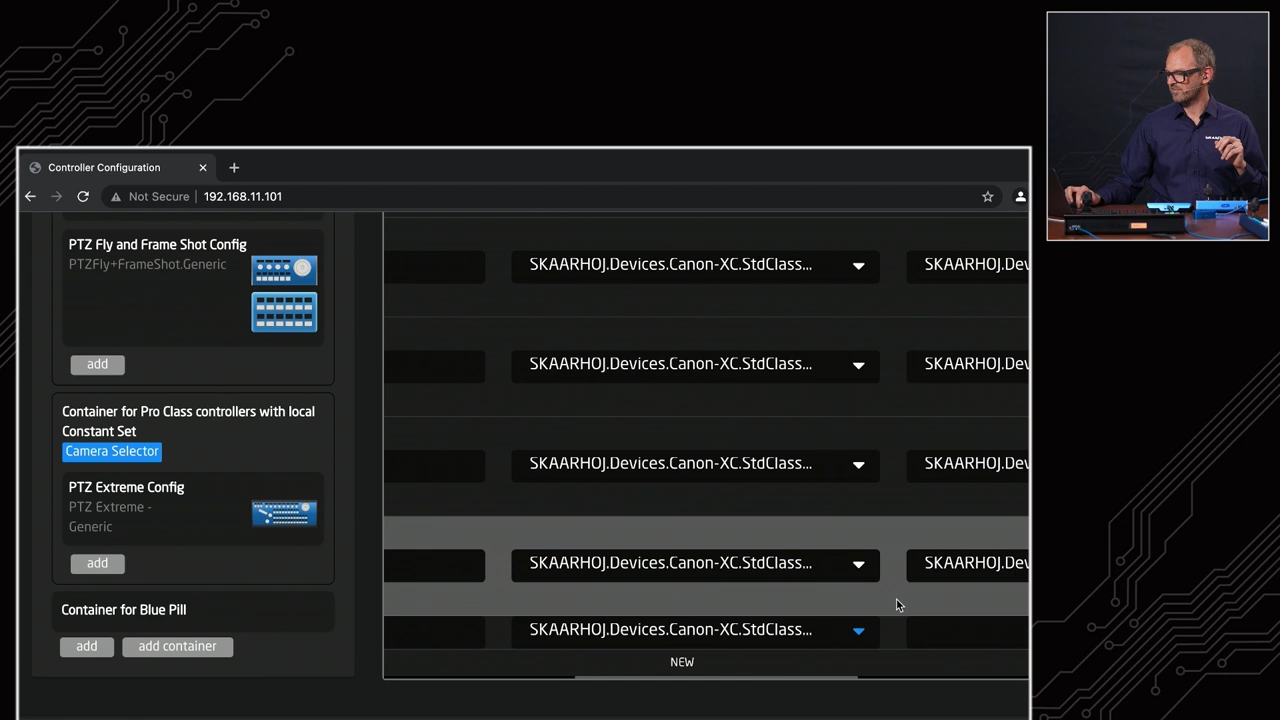 Controller Configuration
Not Secure
192.168.11.101
PTZ Fly and Frame Shot Config
PTZFly+FrameShot.Generic
add
Container for Pro Class controllers with local
Constant Set
Camera Selector
PTZ Extreme Config
PTZ Extreme -
Generic
add
Container for Blue Pill
add
add container
SKAARHOJ.Devices.Canon-XC.StdClass...
SKAARHOJ.Dev
SKAARHOJ.Devices.Canon-XC.StdClass...
SKAARHOJ.Dev
SKAARHOJ.Devices.Canon-XC.StdClass...
SKAARHOJ.Dev
SKAARHOJ.Devices.Canon-XC.StdClass...
SKAARHOJ.Dev
SKAARHOJ.Devices.Canon-XC.StdClass...
NEW